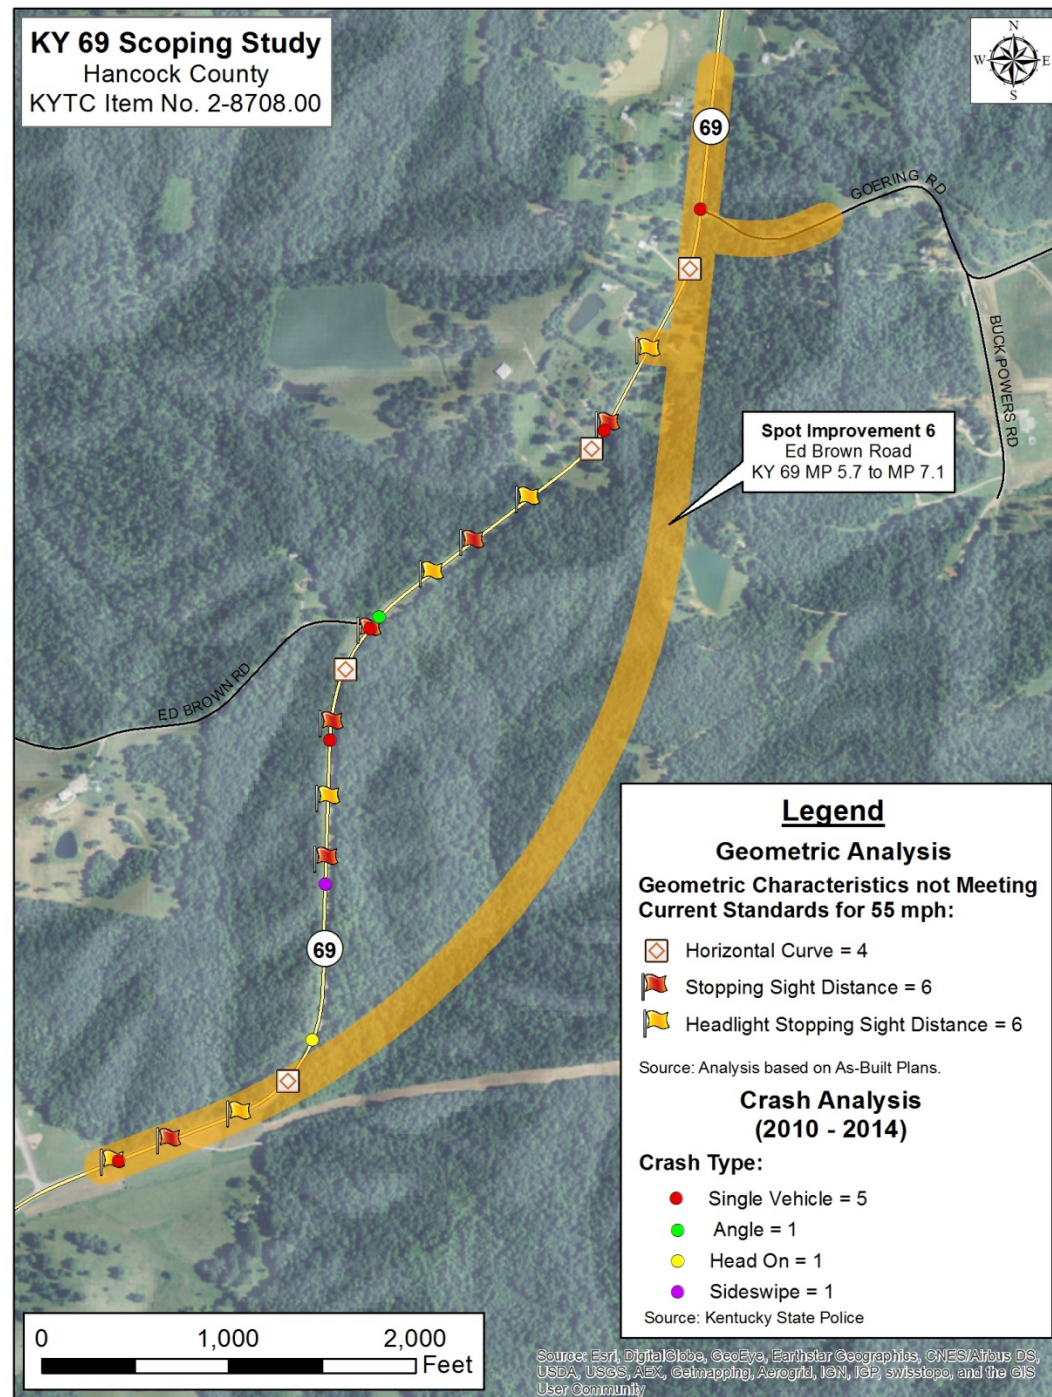 KY 69 Scoping Study
Hancock County
KYTC Item No. 2-8708.00
N
W E
S
69
GOERING RD
BUCK POWERS RD
Spot Improvement 6
Ed Brown Road
KY 69 MP 5.7 to MP 7.1
ED BROWN RD
69
Legend
Geometric Analysis
Geometric Characteristics not Meeting
Current Standards for 55 mph:
Horizontal Curve = 4
Stopping Sight Distance = 6
Headlight Stopping Sight Distance = 6
Source: Analysis based on As-Built Plans.
Crash Analysis
(2010 - 2014)
Crash Type:
Single Vehicle = 5
Angle = 1
Head On = 1
Sideswipe = 1
Source: Kentucky State Police
0 1,000 2,000
Feet
Source: Esri, DigitalGlobe, GeoEye, Earthstar Geographics, CNES/Airbus DS,
USDA, USGS, AEX, Getmapping, Aerogrid, IGN, IGP, swisstopo, and the GIS
User Community